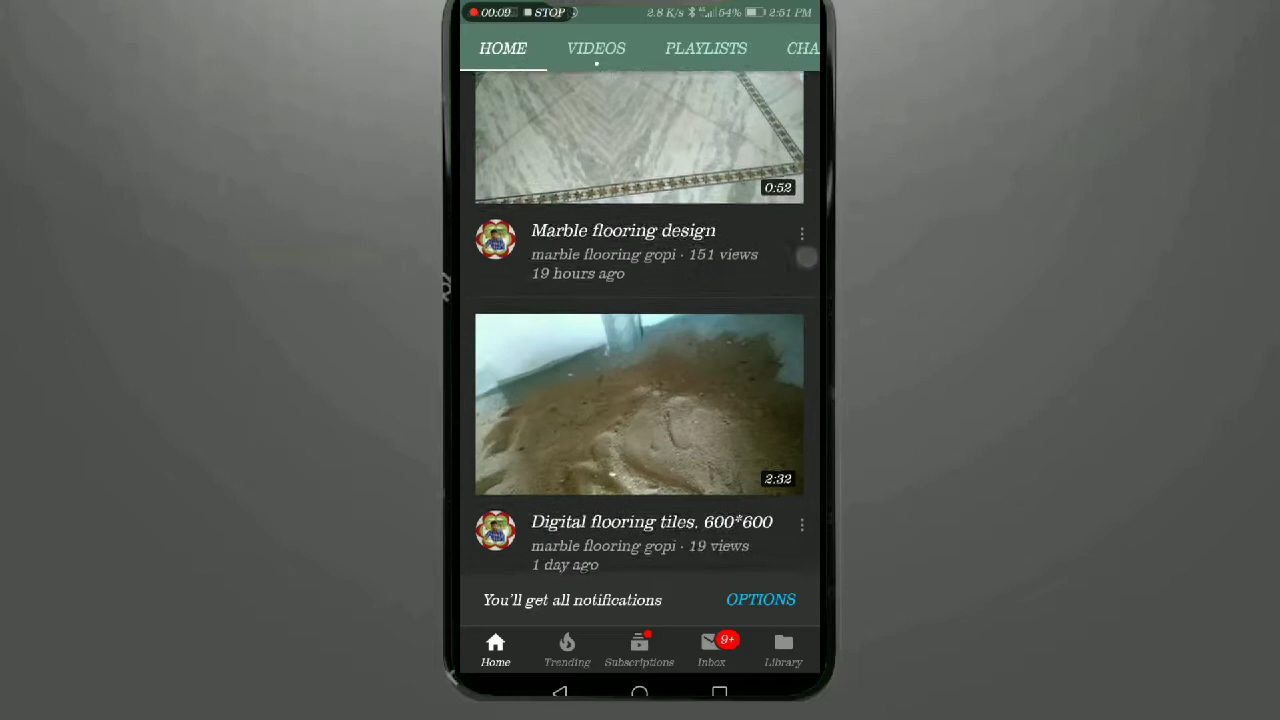 00:09 STOP 2.8 K/s 54% 2:51 PM
HOME VIDEOS PLAYLISTS CHA
0:52
Marble flooring design
marble flooring gopi · 151 views
19 hours ago
2:32
Digital flooring tiles. 600*600
marble flooring gopi · 19 views
1 day ago
You'll get all notifications OPTIONS
9+
Home Trending Subscriptions Inbox Library